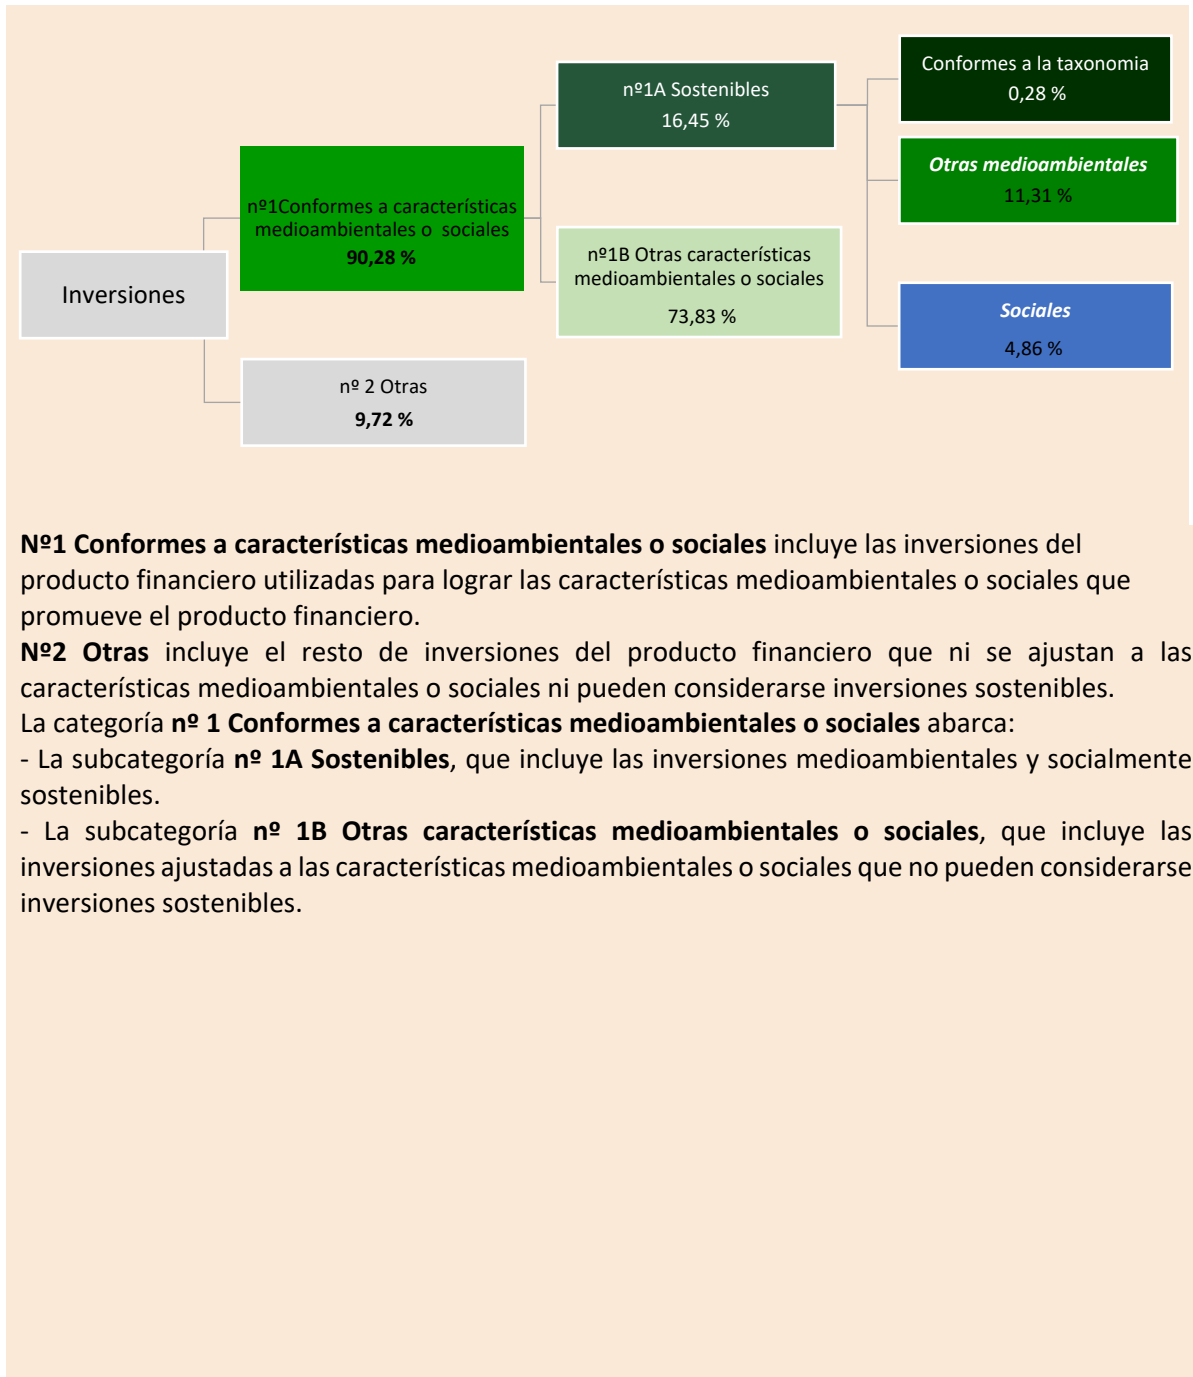 Conformes a la taxonomia
0,28 %
nº1A Sostenibles
16,45 %
Otras medioambientales
11,31 %
nº1Conformes a características
medioambientales o sociales
90,28 %
nº1B Otras características
medioambientales o sociales
73,83 %
Inversiones
Sociales
4,86 %
nº 2 Otras
9,72 %
Nº1 Conformes a características medioambientales o sociales incluye las inversiones del
producto financiero utilizadas para lograr las características medioambientales o sociales que
promueve el producto financiero.
Nº2 Otras incluye el resto de inversiones del producto financiero que ni se ajustan a las
características medioambientales o sociales ni pueden considerarse inversiones sostenibles.
La categoría nº 1 Conformes a características medioambientales o sociales abarca:
- La subcategoría nº 1A Sostenibles, que incluye las inversiones medioambientales y socialmente
sostenibles.
- La subcategoría nº 1B Otras características medioambientales o sociales, que incluye las
inversiones ajustadas a las características medioambientales o sociales que no pueden considerarse
inversiones sostenibles.